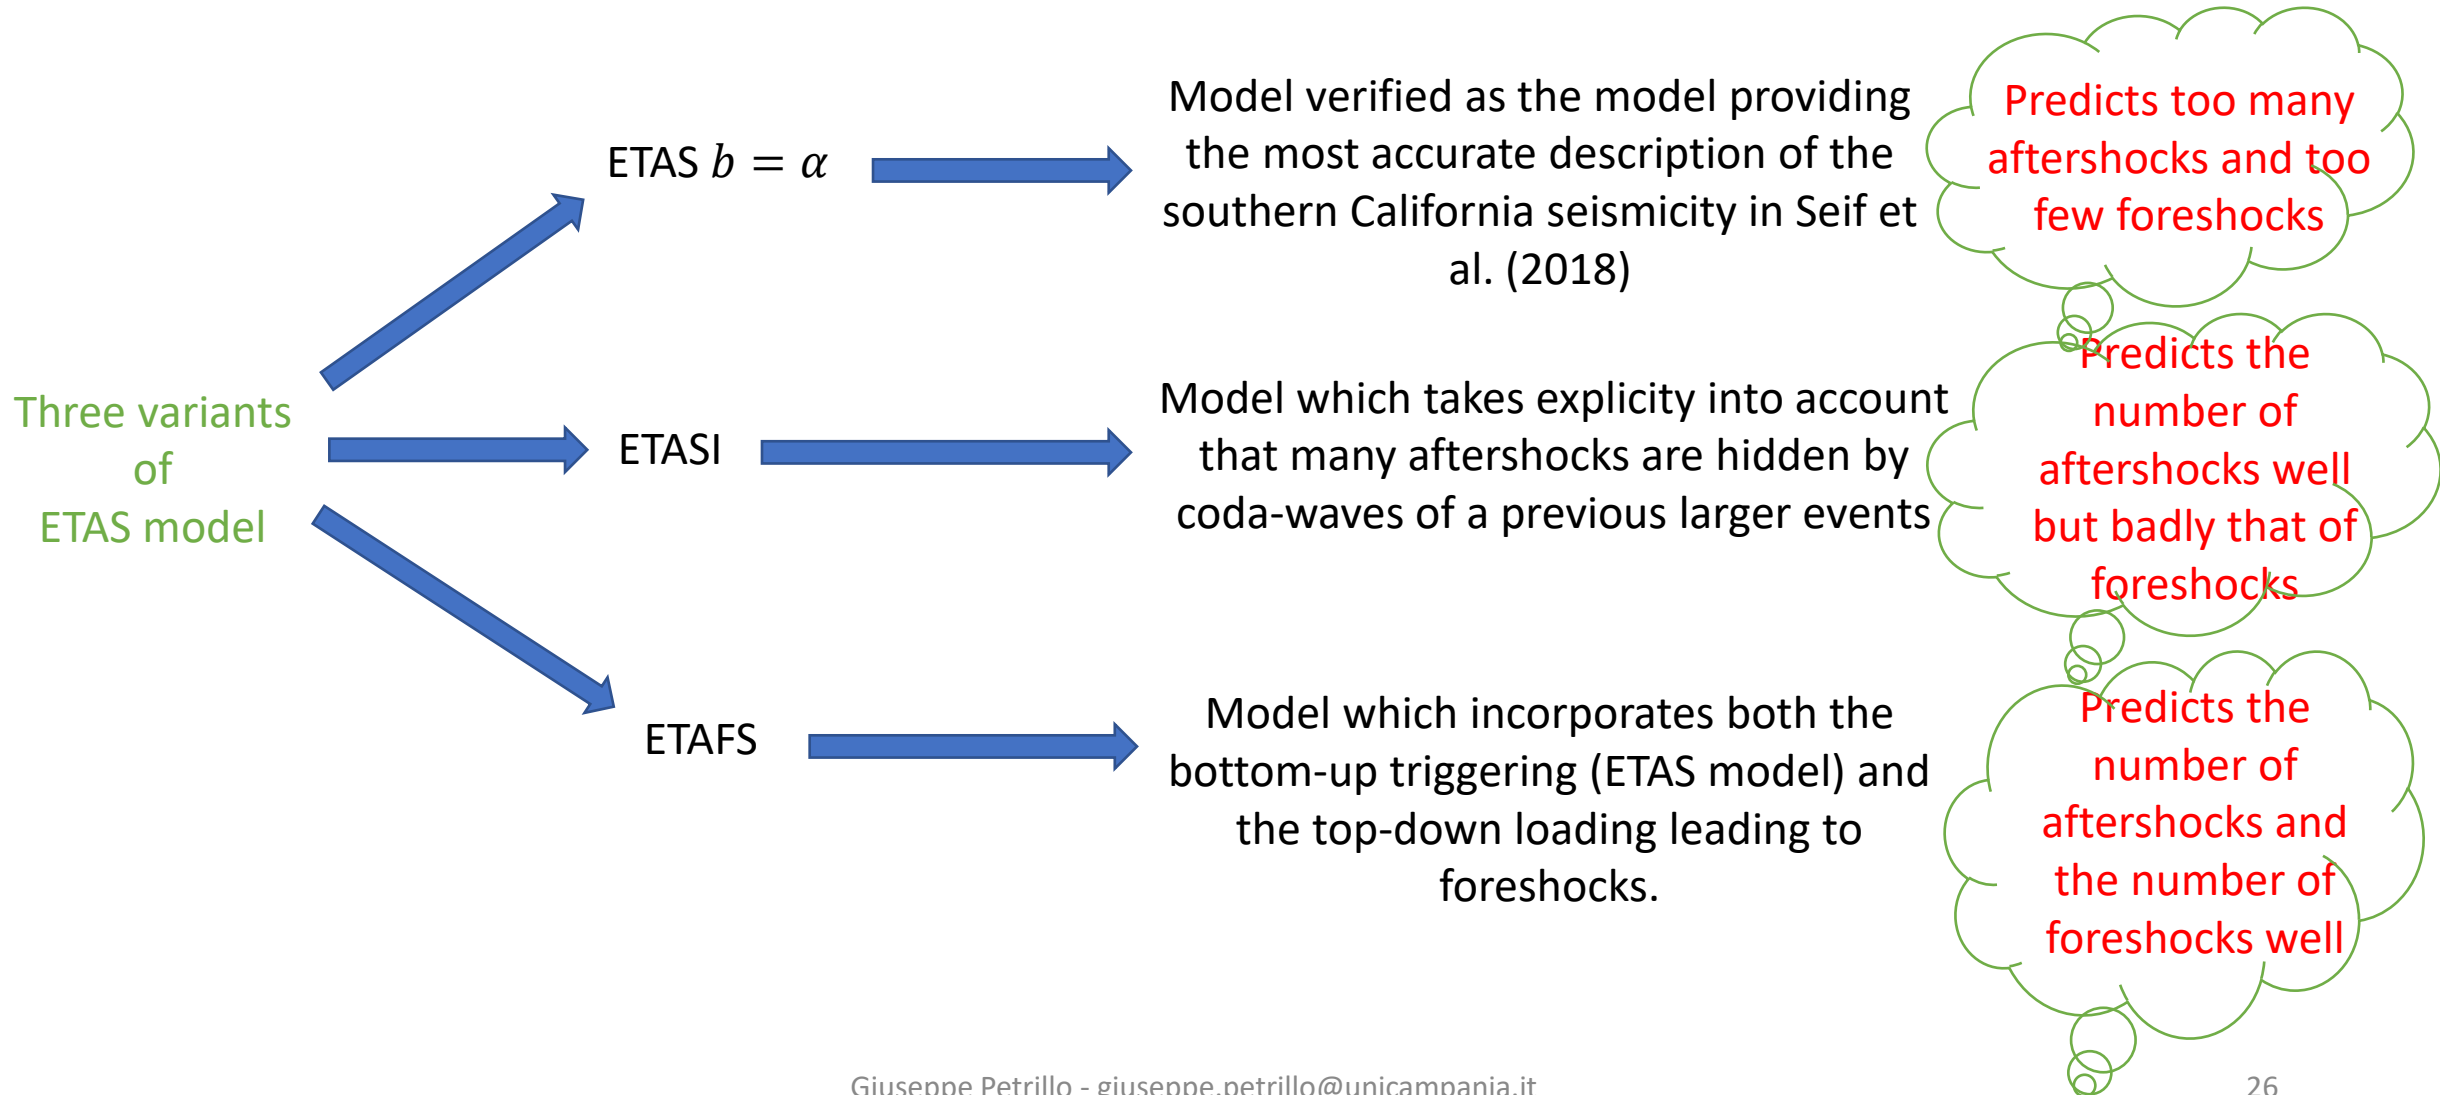 Three variants
of
ETAS model
ETAS b = α
Model verified as the model providing
the most accurate description of the
southern California seismicity in Seif et
al. (2018)
Predicts too many
aftershocks and too
few foreshocks
ETASI
Model which takes explicity into account
that many aftershocks are hidden by
coda-waves of a previous larger events
Predicts the
number of
aftershocks well
but badly that of
foreshocks
ETAFS
Model which incorporates both the
bottom-up triggering (ETAS model) and
the top-down loading leading to
foreshocks.
Predicts the
number of
aftershocks and
the number of
foreshocks well
Giuseppe Petrillo - giuseppe.petrillo@unicampania.it
26